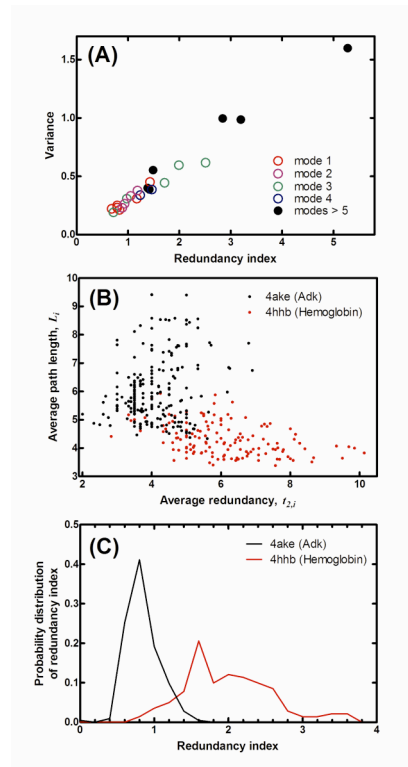 (A)
1.5
1.0
0.5
0.0
Variance
mode 1
mode 2
mode 3
mode 4
modes > 5
0 1 2 3 4 5
Redundancy index
(B)
10
9
8
7
6
5
4
3
Average path length, Li
4ake (Adk)
4hhb (Hemoglobin)
2 4 6 8 10
Average redundancy, t2,i
(C)
0.5
0.4
0.3
0.2
0.1
0.0
Probability distribution
of redundancy index
4ake (Adk)
4hhb (Hemoglobin)
0 1 2 3 4
Redundancy index